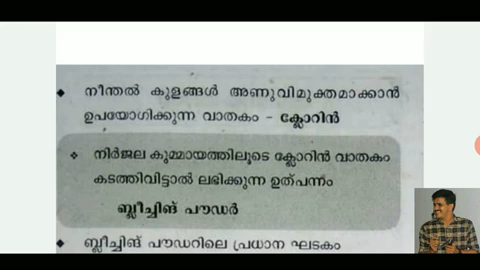 നീന്തൽ കുളങ്ങൾ അണുവിമുക്തമാക്കാൻ
ഉപയോഗിക്കുന്ന വാതകം - ക്ലോറിൻ
നിർജല കുമ്മായത്തിലൂടെ ക്ലോറിൻ വാതകം
കടത്തിവിട്ടാൽ ലഭിക്കുന്ന ഉത്പന്നം
ബ്ലീച്ചിങ് പൗഡർ
ബ്ലീച്ചിങ് പൗഡറിലെ പ്രധാന ഘടകം